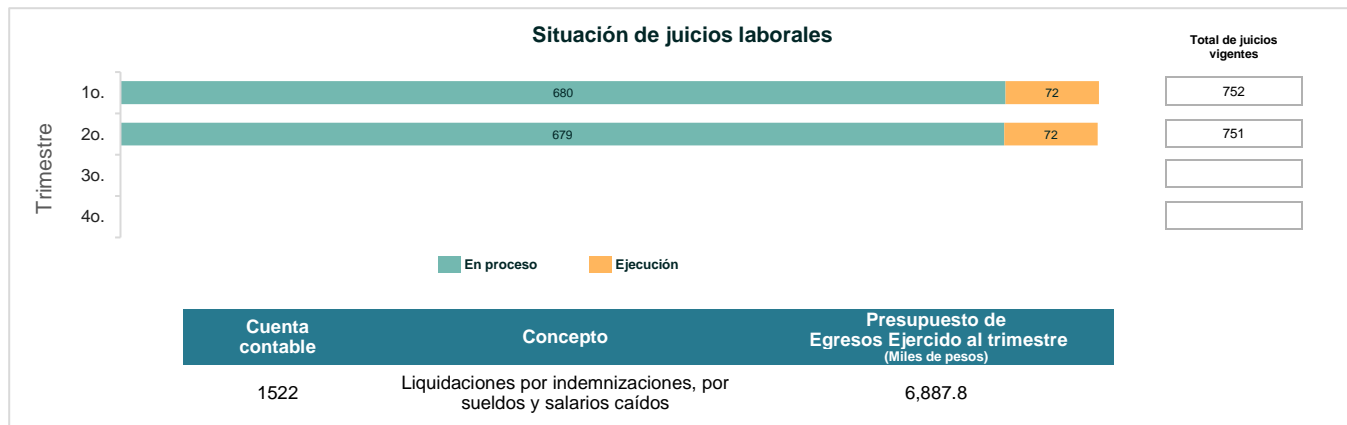 Situación de juicios laborales
Total de juicios
vigentes
Trimestre
1o.
680
72
752
2o.
679
72
751
3o.
4o.
En proceso
Ejecución
Cuenta
contable
Concepto
Presupuesto de
Egresos Ejercido al trimestre
(Miles de pesos)
1522
Liquidaciones por indemnizaciones, por
sueldos y salarios caídos
6,887.8